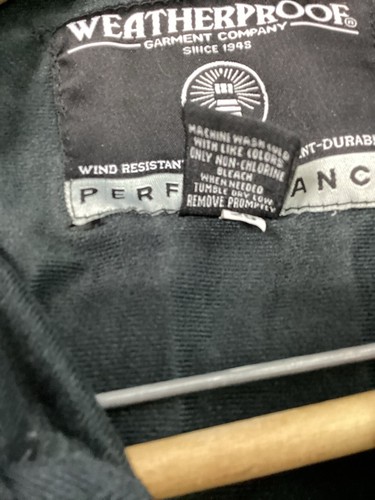 WEATHERPROOF®
GARMENT COMPANY
SINCE 1948
MACHINE WASH COLD
WITH LIKE COLORS
ONLY NON-CHLORINE
BLEACH
WHEN NEEDED
TUMBLE DRY LOW
REMOVE PROMPTLY
WIND RESISTANT
NT-DURABL
PERF
ANC